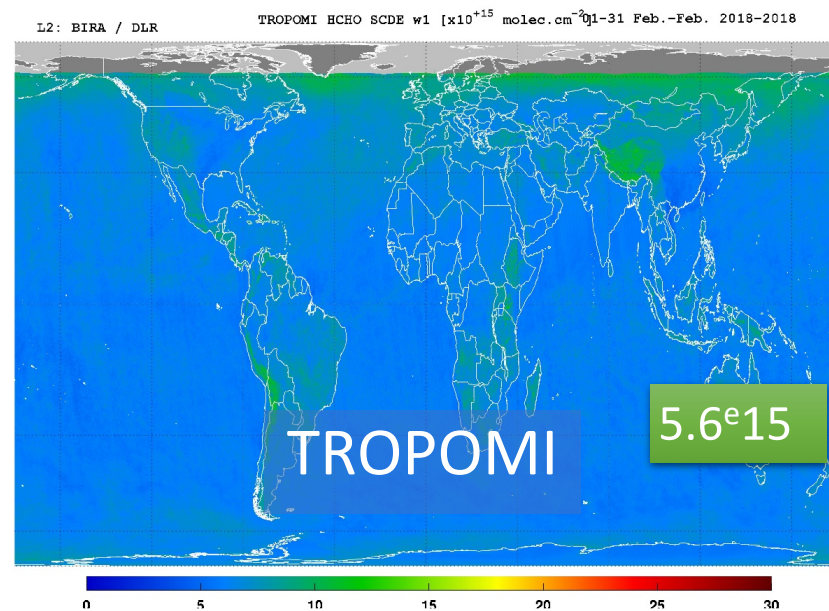 L2: BIRA / DLR
TROPOMI HCHO SCDE w1 [x10+15 molec.cm-2] 01-31 Feb.-Feb. 2018-2018
TROPOMI
5.6e15
0 5 10 15 20 25 30